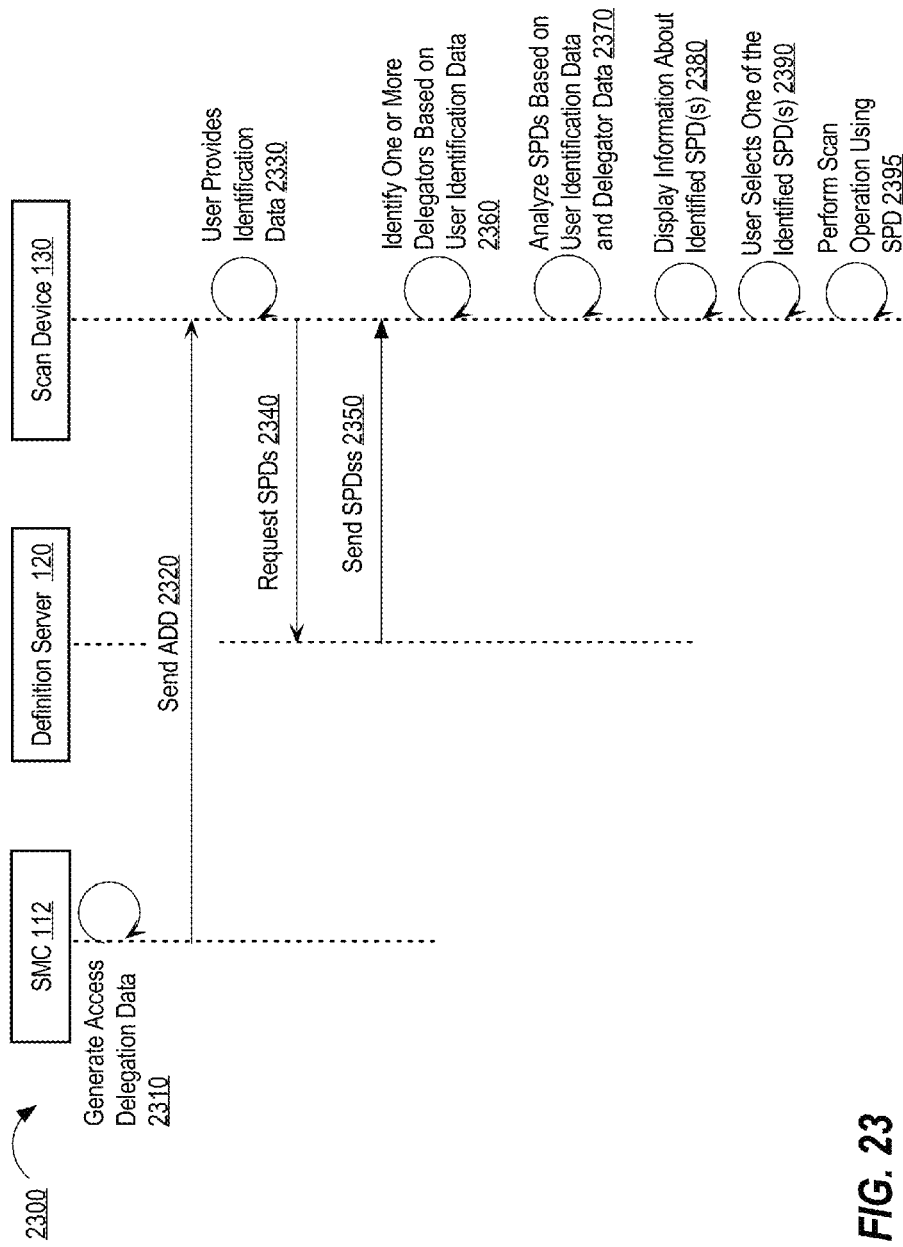 2300
SMC 112
Definition Server 120
Scan Device 130
Generate Access
Delegation Data
2310
Send ADD 2320
User Provides
Identification
Data 2330
Request SPDs 2340
Send SPDss 2350
Identify One or More
Delegators Based on
User Identification Data
2360
Analyze SPDs Based on
User Identification Data
and Delegator Data 2370
Display Information About
Identified SPD(s) 2380
User Selects One of the
Identified SPD(s) 2390
Perform Scan
Operation Using
SPD 2395
FIG. 23